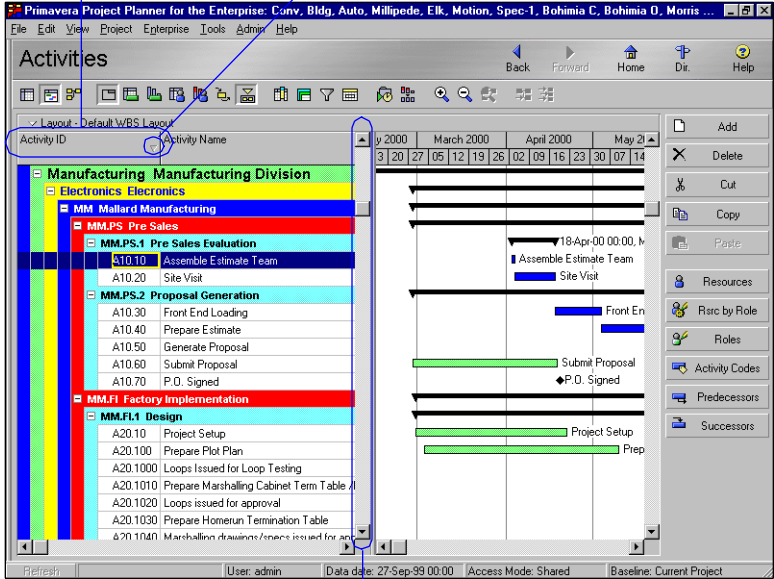 Primavera Project Planner for the Enterprise: Conv, Bldg, Auto, Millipede, Elk, Motion, Spec-1, Bohimia C, Bohimia O, Morris ...
File Edit View Project Enterprise Tools Admin Help
Activities
Back Forward Home Dir. Help
Layout - Default WBS Layout
Activity ID Activity Name
y 2000 March 2000 April 2000 May 2
3 20 27 05 12 19 26 02 09 16 23 30 07 14
Manufacturing Manufacturing Division
Electronics Elecronics
MM Mallard Manufacturing
MM.PS Pre Sales
MM.PS.1 Pre Sales Evaluation
18-Apr-00 00:00, M
A10.10 Assemble Estimate Team
Assemble Estimate Team
A10.20 Site Visit
Site Visit
MM.PS.2 Proposal Generation
A10.30 Front End Loading
Front En
A10.40 Prepare Estimate
A10.50 Generate Proposal
A10.60 Submit Proposal
Submit Proposal
A10.70 P.O. Signed
P.O. Signed
MM.FI Factory Implementation
MM.FI.1 Design
A20.10 Project Setup
Project Setup
A20.100 Prepare Plot Plan
Prep
A20.1000 Loops Issued for Loop Testing
A20.1010 Prepare Marshalling Cabinet Term Table /
A20.1020 Loops issued for approval
A20.1030 Prepare Homerun Termination Table
A20.1040 Marshalling drawings/specs issued for app
Add
Delete
Cut
Copy
Paste
Resources
Rsrc by Role
Roles
Activity Codes
Predecessors
Successors
Refresh User: admin Data date: 27-Sep-99 00:00 Access Mode: Shared Baseline: Current Project